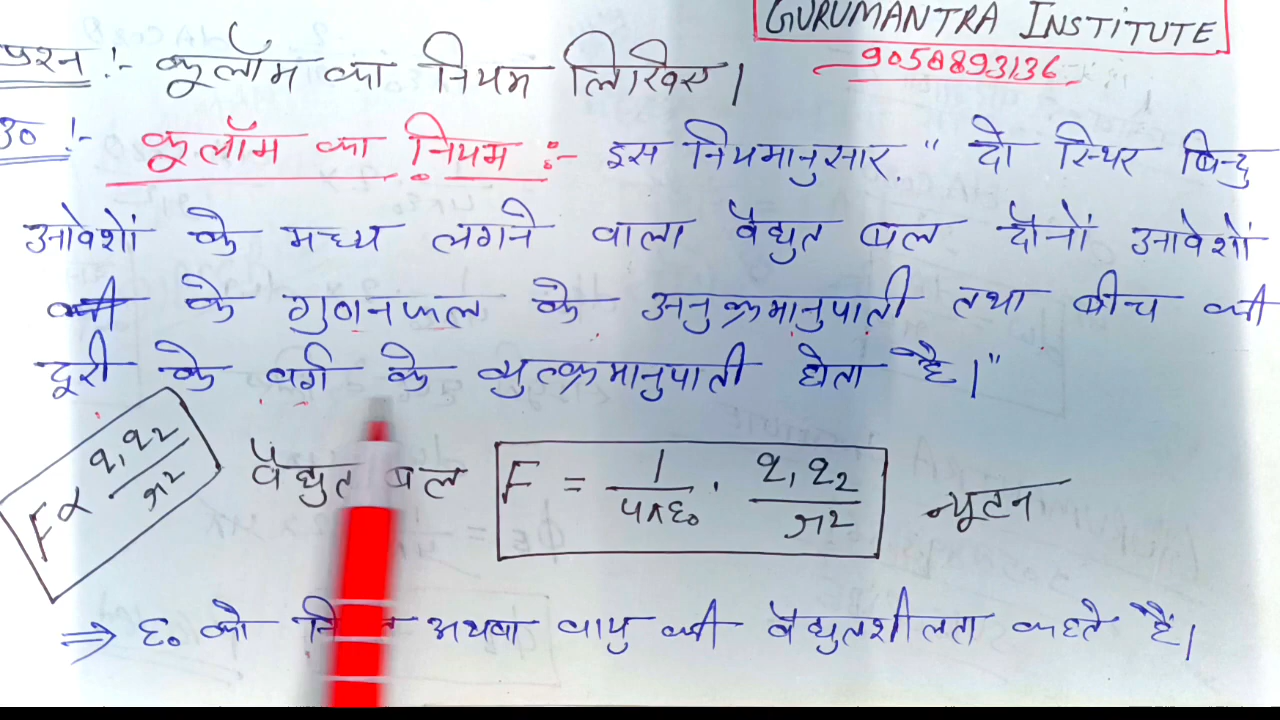 GURUMANTRA INSTITUTE
9058893136
प्रश्न :- कूलॉम का नियम लिखिए।
उ० :- कूलॉम का नियम :- इस नियमानुसार, " दो स्थिर बिन्दु
आवेशों के मध्य लगने वाला वैद्युत बल दोनों आवेशों
के गुणनफल के अनुक्रमानुपाती तथा बीच की
दूरी के वर्ग के व्युत्क्रमानुपाती होता है।"
F ∝ q₁q₂/r²
वैद्युत बल F = 1/4πε₀ · q₁q₂/r² न्यूटन
⇒ ε₀ को अथवा वायु की वैद्युतशीलता कहते हैं।